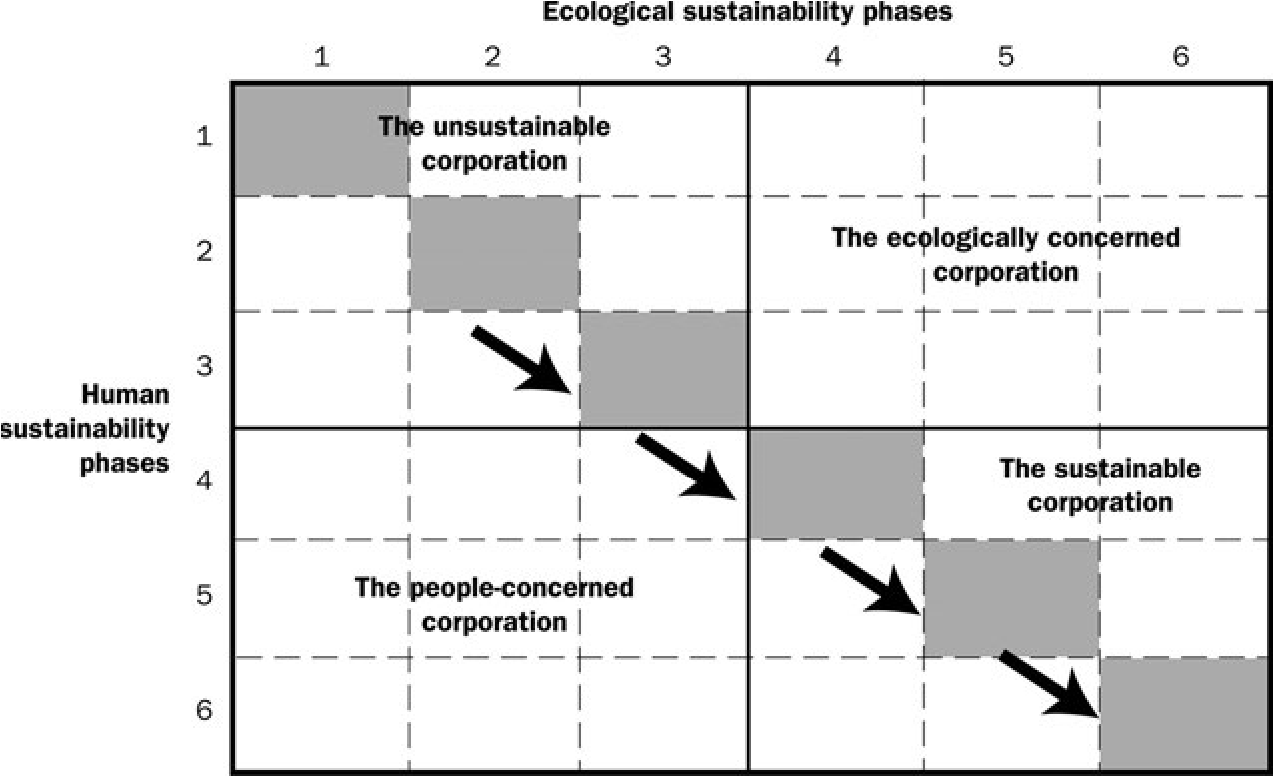 Ecological sustainability phases
1 2 3 4 5 6
1
The unsustainable
corporation
2
The ecologically concerned
corporation
3
Human
sustainability
phases
4
The sustainable
corporation
5
The people-concerned
corporation
6